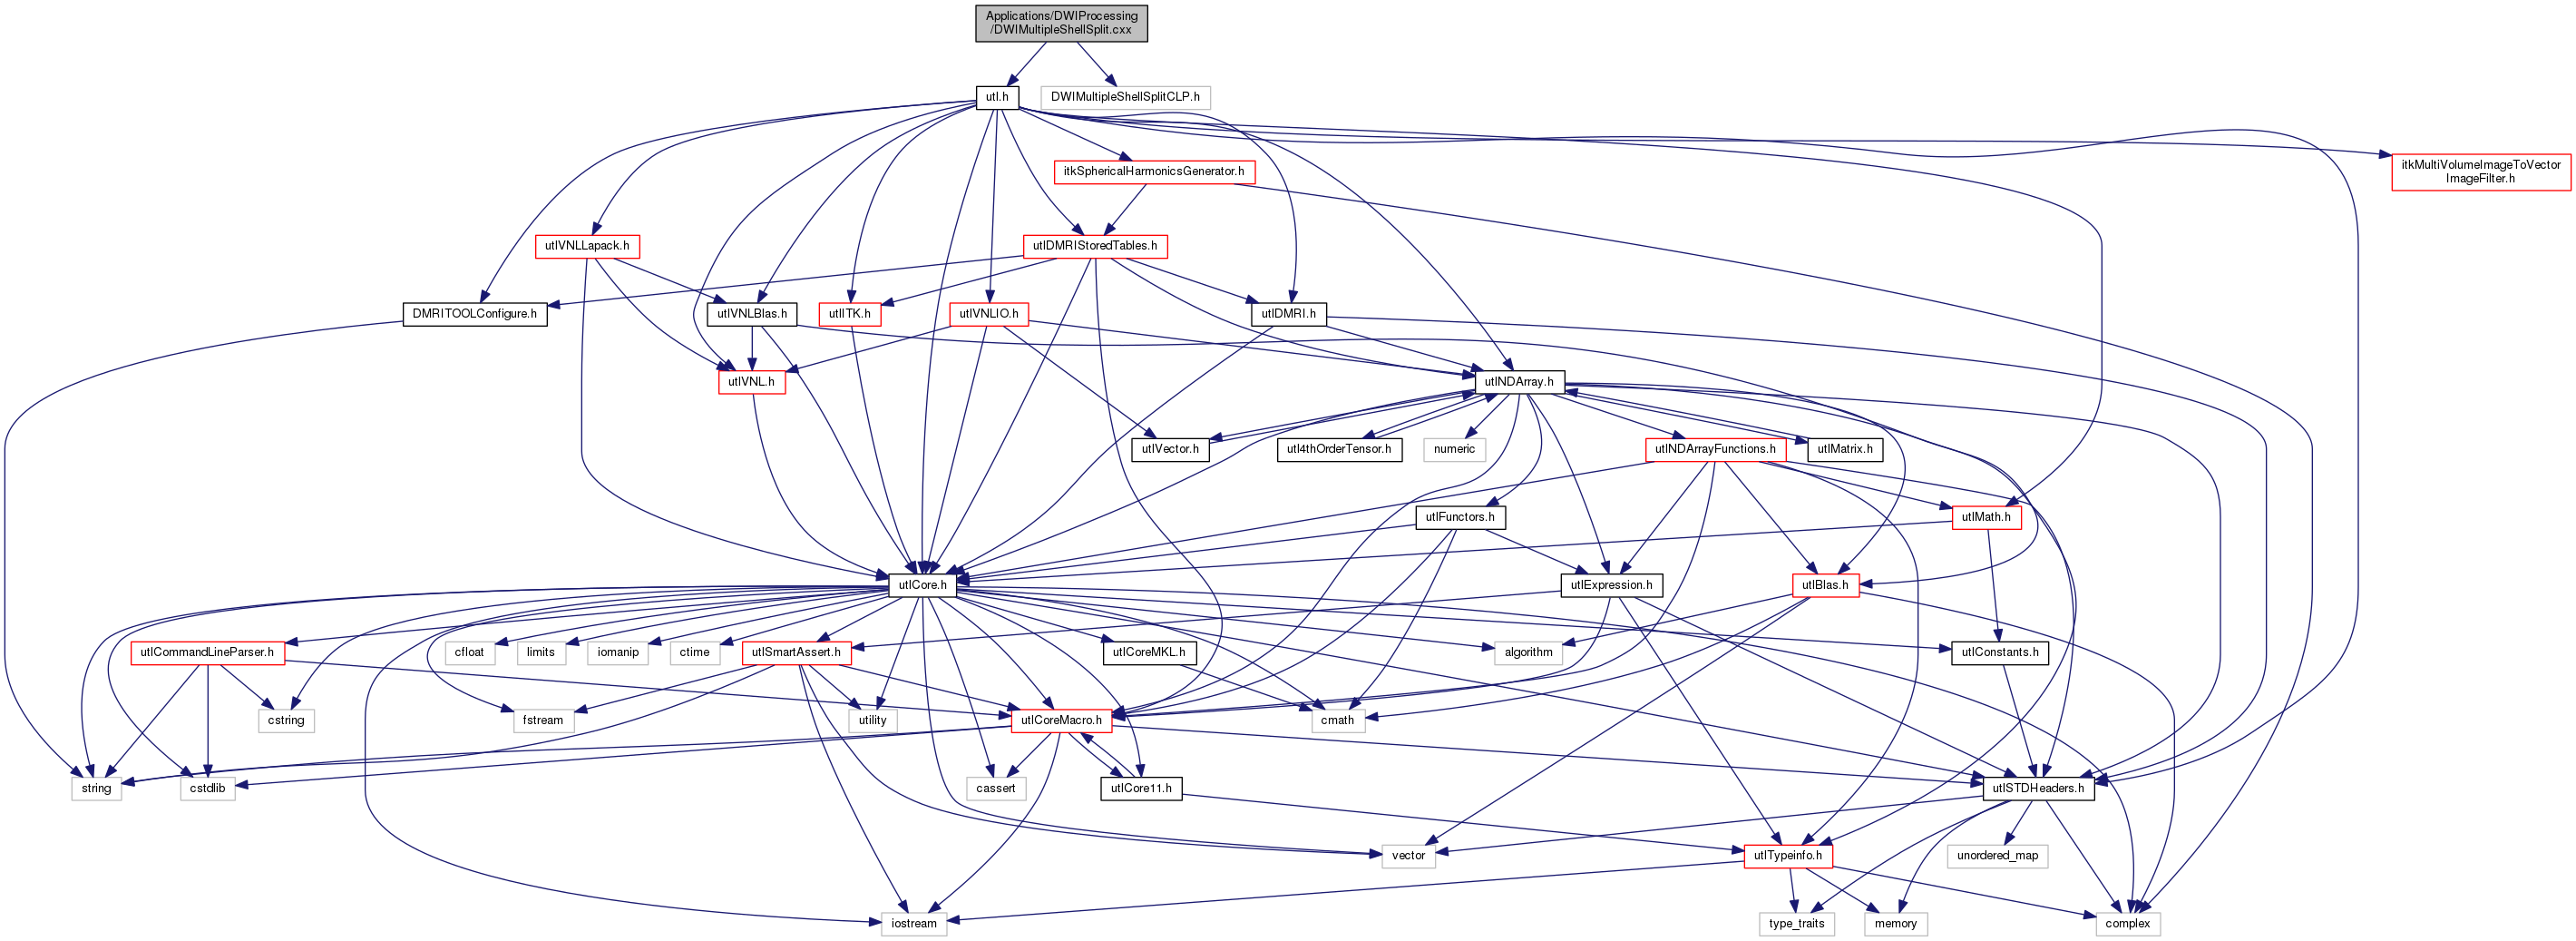 Applications/DWIProcessing
/DWIMultipleShellSplit.cxx
utl.h
DWIMultipleShellSplitCLP.h
itkSphericalHarmonicsGenerator.h
itkMultiVolumeImageToVector
ImageFilter.h
utlVNLLapack.h
utlDMRIStoredTables.h
DMRITOOLConfigure.h
utlVNLBlas.h
utlITK.h
utlVNLIO.h
utlDMRI.h
utlVNL.h
utlNDArray.h
utlVector.h
utl4thOrderTensor.h
numeric
utlNDArrayFunctions.h
utlMatrix.h
utlFunctors.h
utlMath.h
utlCore.h
utlExpression.h
utlBlas.h
utlCommandLineParser.h
cfloat
limits
iomanip
ctime
utlSmartAssert.h
utlCoreMKL.h
algorithm
utlConstants.h
cstring
fstream
utility
utlCoreMacro.h
cmath
string
cstdlib
cassert
utlCore11.h
utlSTDHeaders.h
vector
utlTypeinfo.h
unordered_map
iostream
type_traits
memory
complex